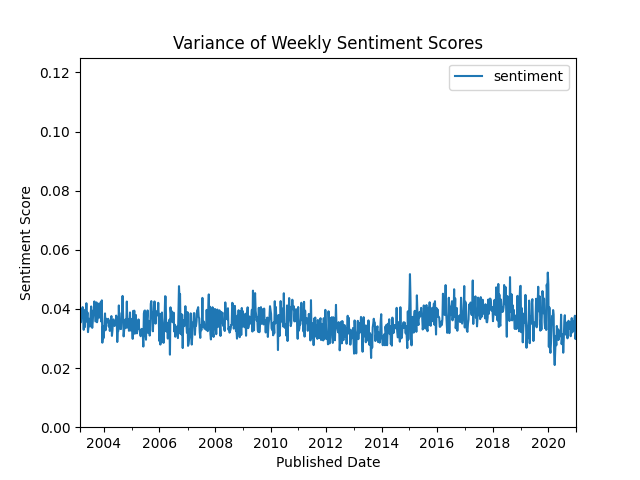 Variance of Weekly Sentiment Scores
sentiment
0.12
0.10
0.08
0.06
0.04
0.02
0.00
Sentiment Score
2004 2006 2008 2010 2012 2014 2016 2018 2020
Published Date